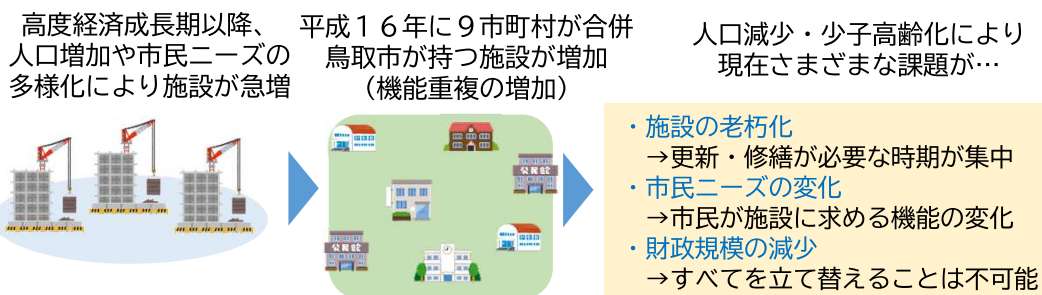 高度経済成長期以降、
人口増加や市民ニーズの
多様化により施設が急増
平成１６年に９市町村が合併
鳥取市が持つ施設が増加
（機能重複の増加）
公民館
公民館
人口減少・少子高齢化により
現在さまざまな課題が…
・施設の老朽化
→更新・修繕が必要な時期が集中
・市民ニーズの変化
→市民が施設に求める機能の変化
・財政規模の減少
→すべてを立て替えることは不可能